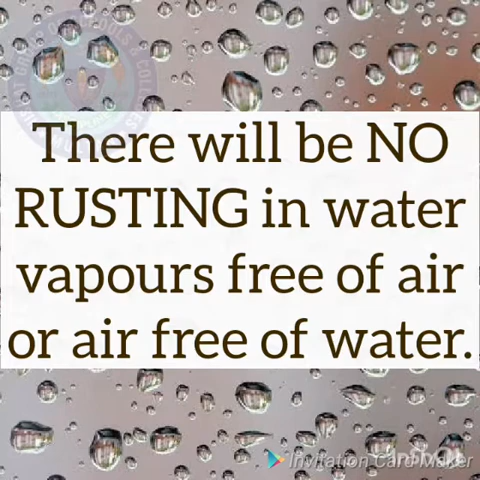 There will be NO
RUSTING in water
vapours free of air
or air free of water.
Invitation Card Maker